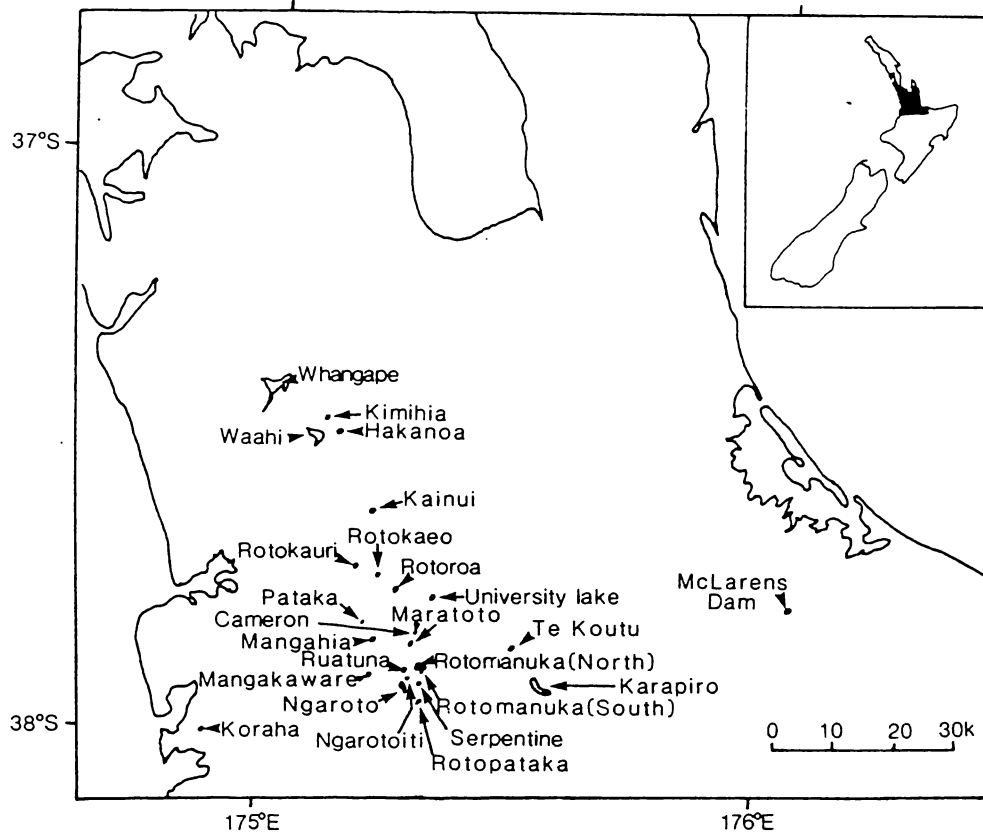 37°S
Whangape
Kimihia
Waahi
Hakanoa
Kainui
Rotokaeo
Rotokauri
Rotoroa
McLarens
Dam
Pataka
University lake
Cameron
Maratoto
Te Koutu
Mangahia
Ruatuna
Rotomanuka(North)
Mangakaware
Karapiro
Ngaroto
Rotomanuka(South)
38°S
Koraha
Ngarotoiti
Serpentine
Rotopataka
0 10 20 30k
175°E
176°E